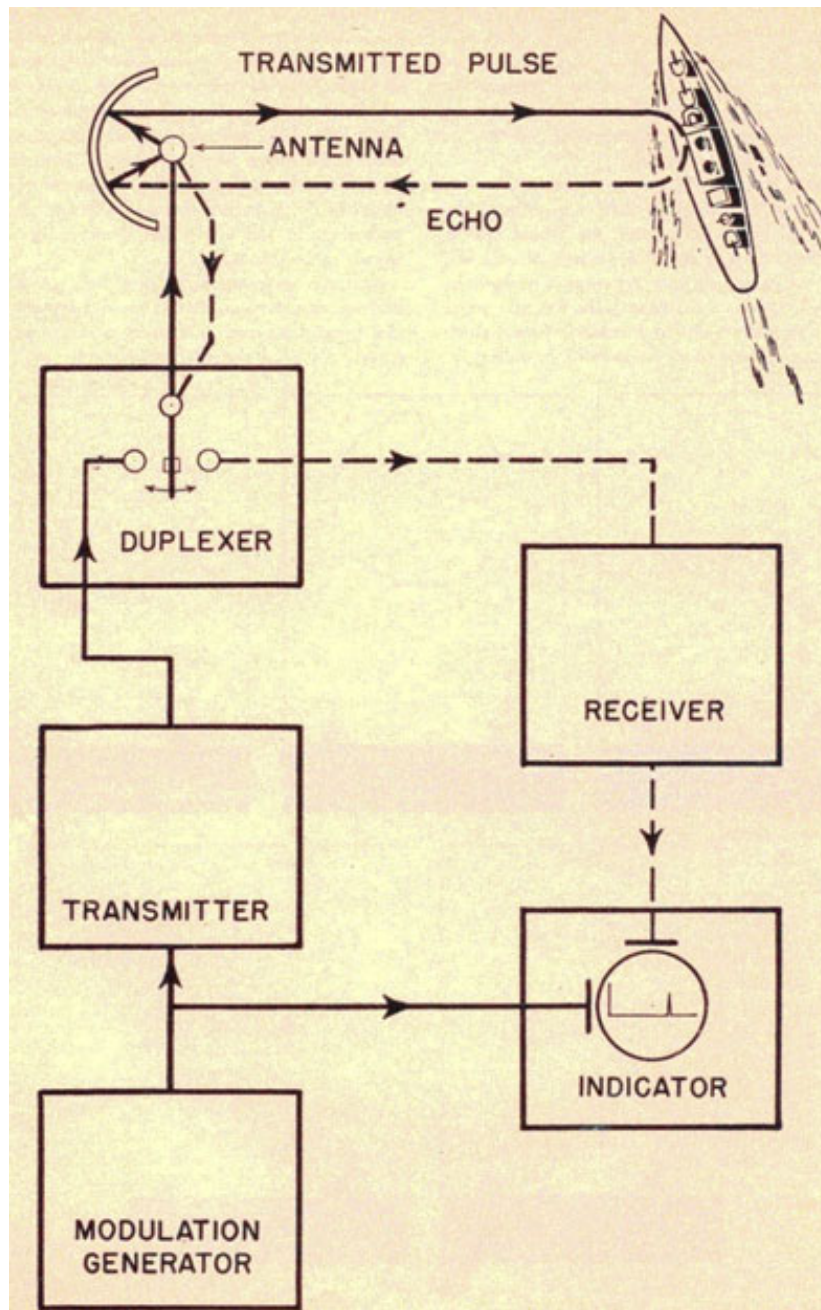 TRANSMITTED PULSE
ANTENNA
ECHO
DUPLEXER
RECEIVER
TRANSMITTER
INDICATOR
MODULATION
GENERATOR